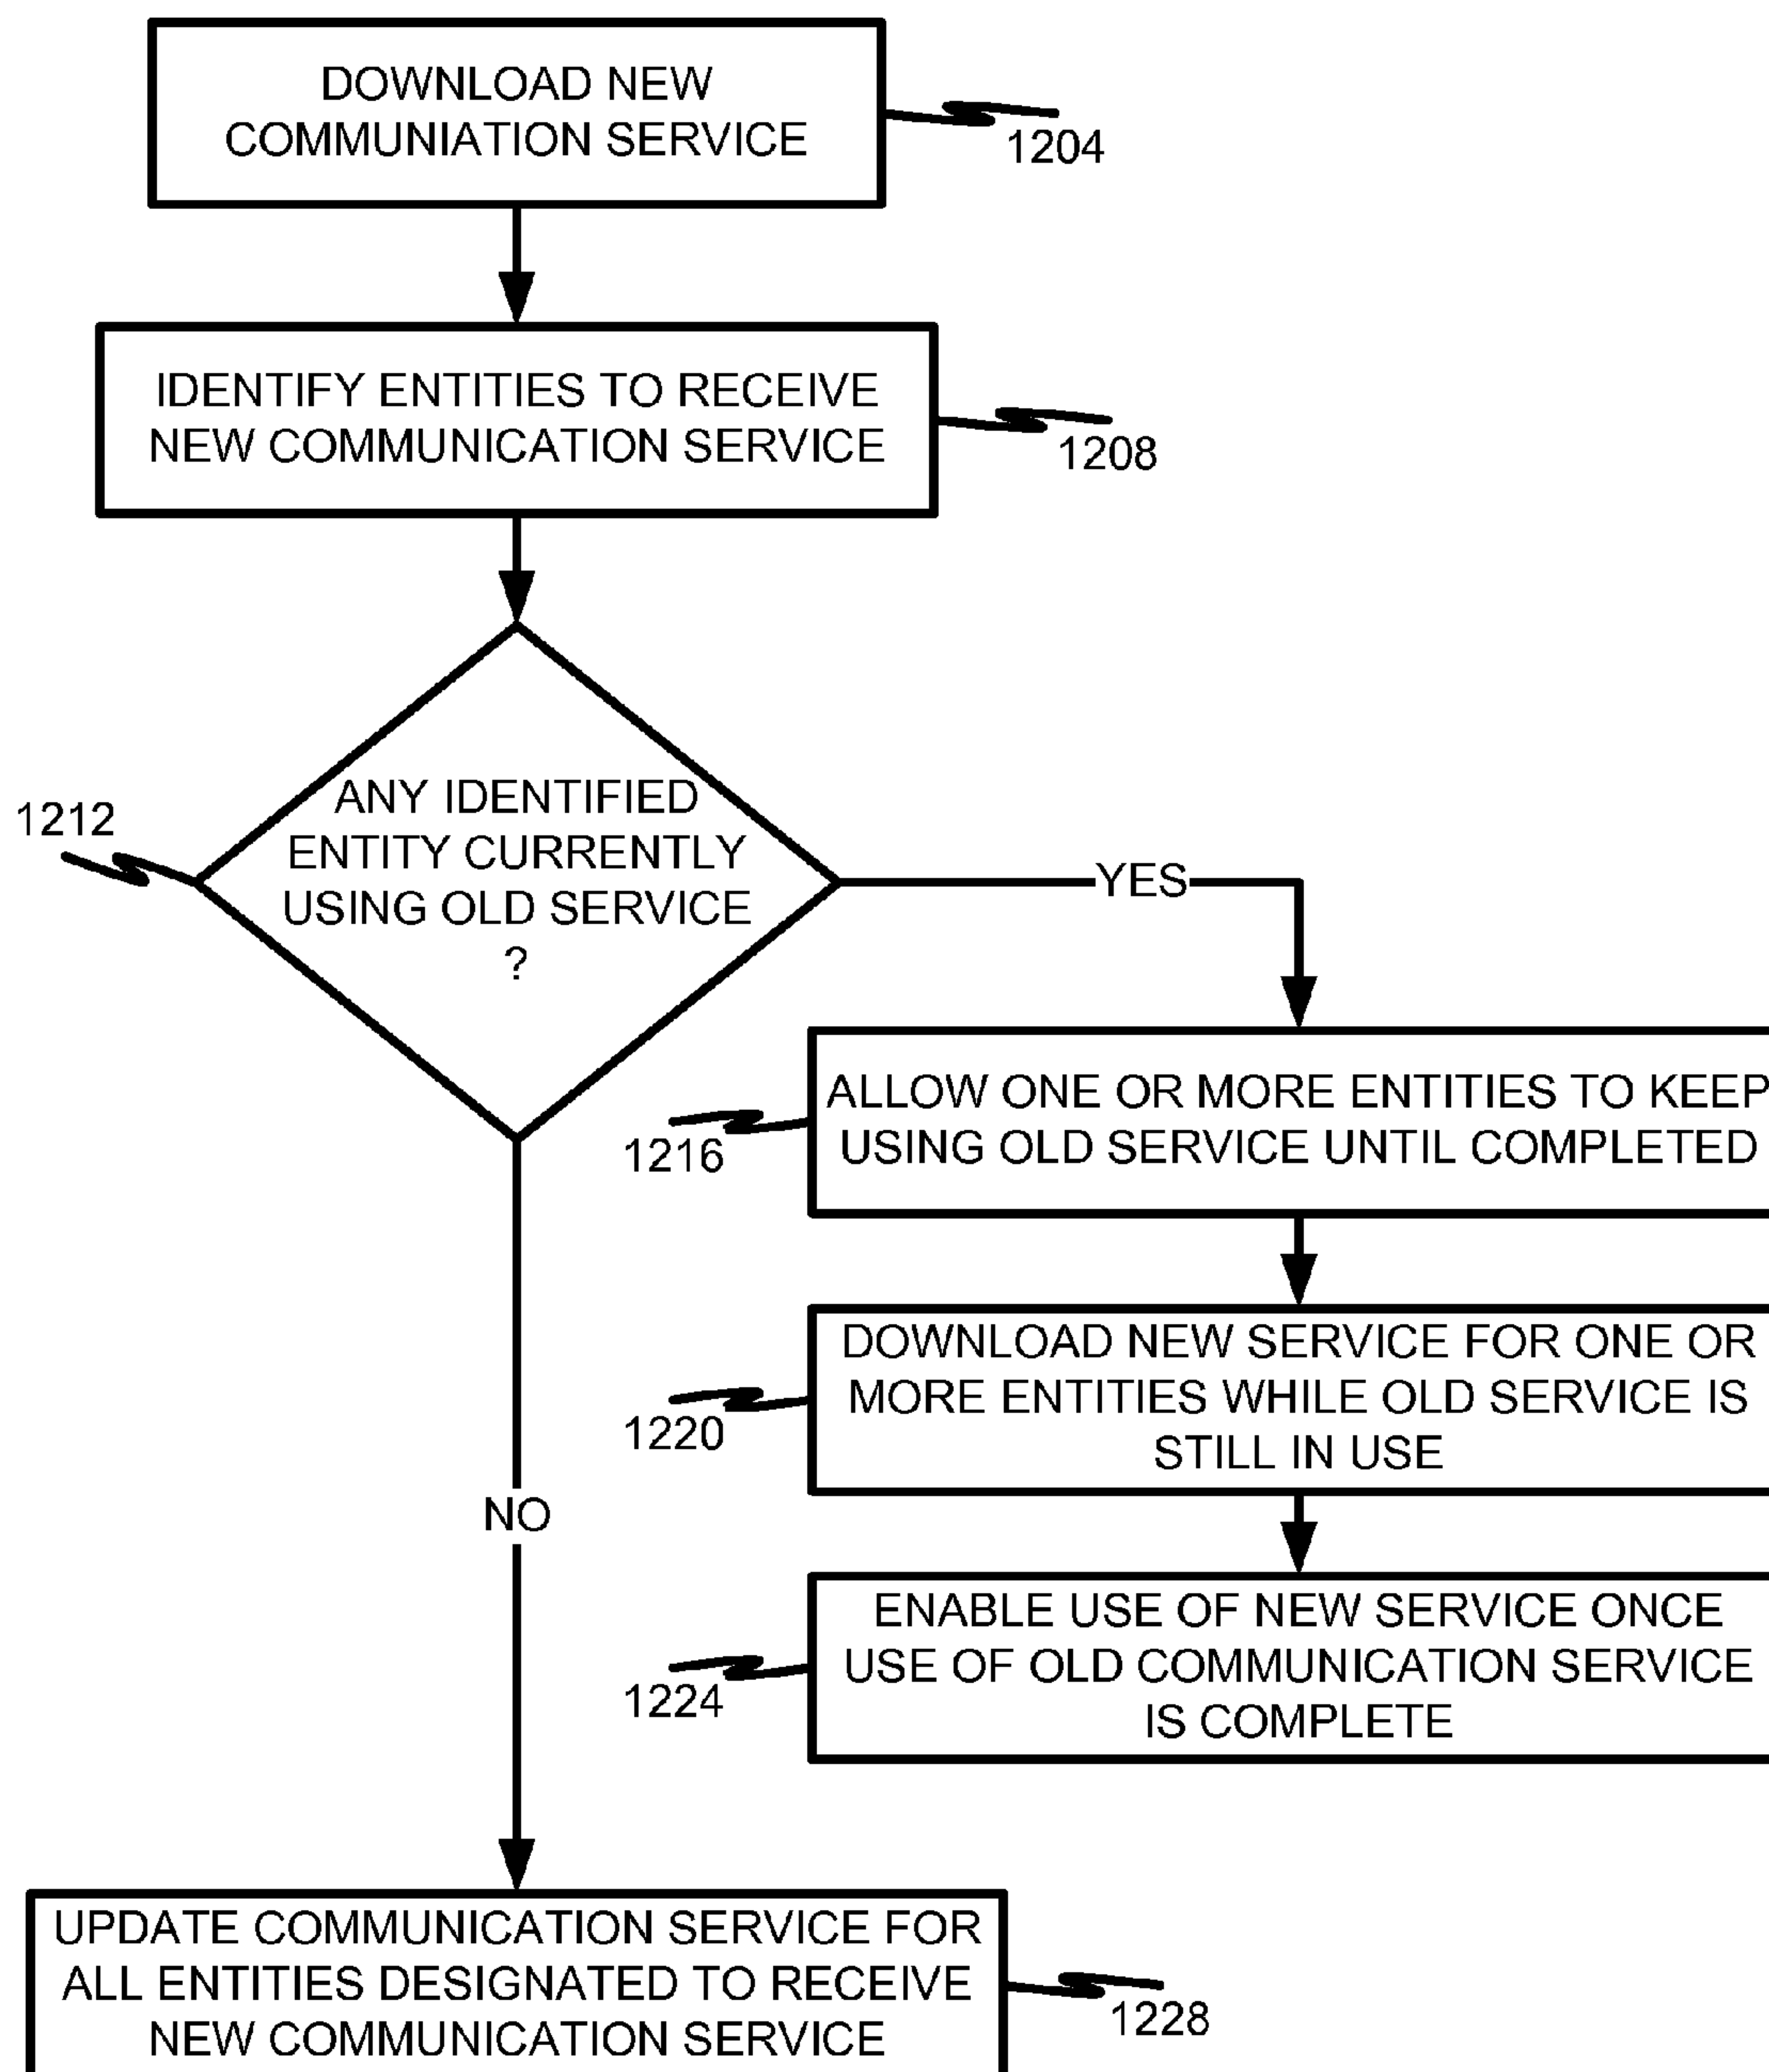 DOWNLOAD NEW
COMMUNIATION SERVICE
1204
IDENTIFY ENTITIES TO RECEIVE
NEW COMMUNICATION SERVICE
1208
ANY IDENTIFIED
ENTITY CURRENTLY
USING OLD SERVICE
?
1212
YES
ALLOW ONE OR MORE ENTITIES TO KEEP
USING OLD SERVICE UNTIL COMPLETED
1216
DOWNLOAD NEW SERVICE FOR ONE OR
MORE ENTITIES WHILE OLD SERVICE IS
STILL IN USE
1220
ENABLE USE OF NEW SERVICE ONCE
USE OF OLD COMMUNICATION SERVICE
IS COMPLETE
1224
NO
UPDATE COMMUNICATION SERVICE FOR
ALL ENTITIES DESIGNATED TO RECEIVE
NEW COMMUNICATION SERVICE
1228